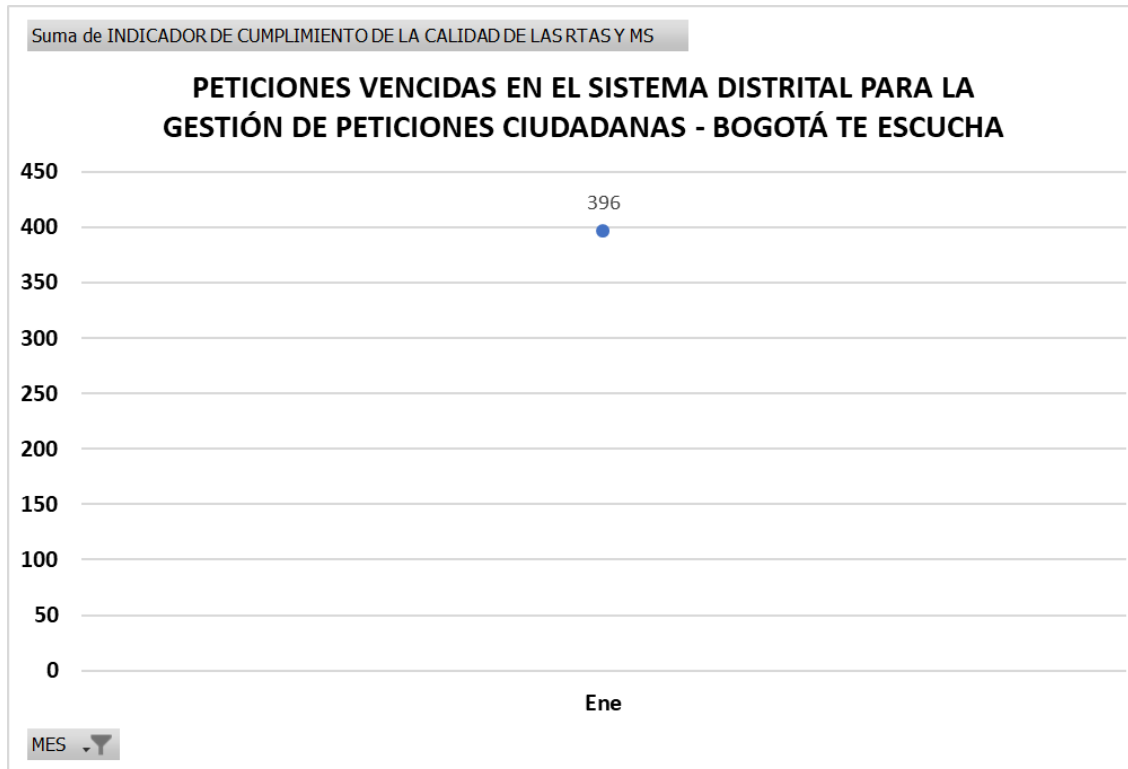 Suma de INDICADOR DE CUMPLIMIENTO DE LA CALIDAD DE LAS RTAS Y MS
PETICIONES VENCIDAS EN EL SISTEMA DISTRITAL PARA LA
GESTIÓN DE PETICIONES CIUDADANAS - BOGOTÁ TE ESCUCHA
450
396
400
350
300
250
200
150
100
50
0
Ene
MES